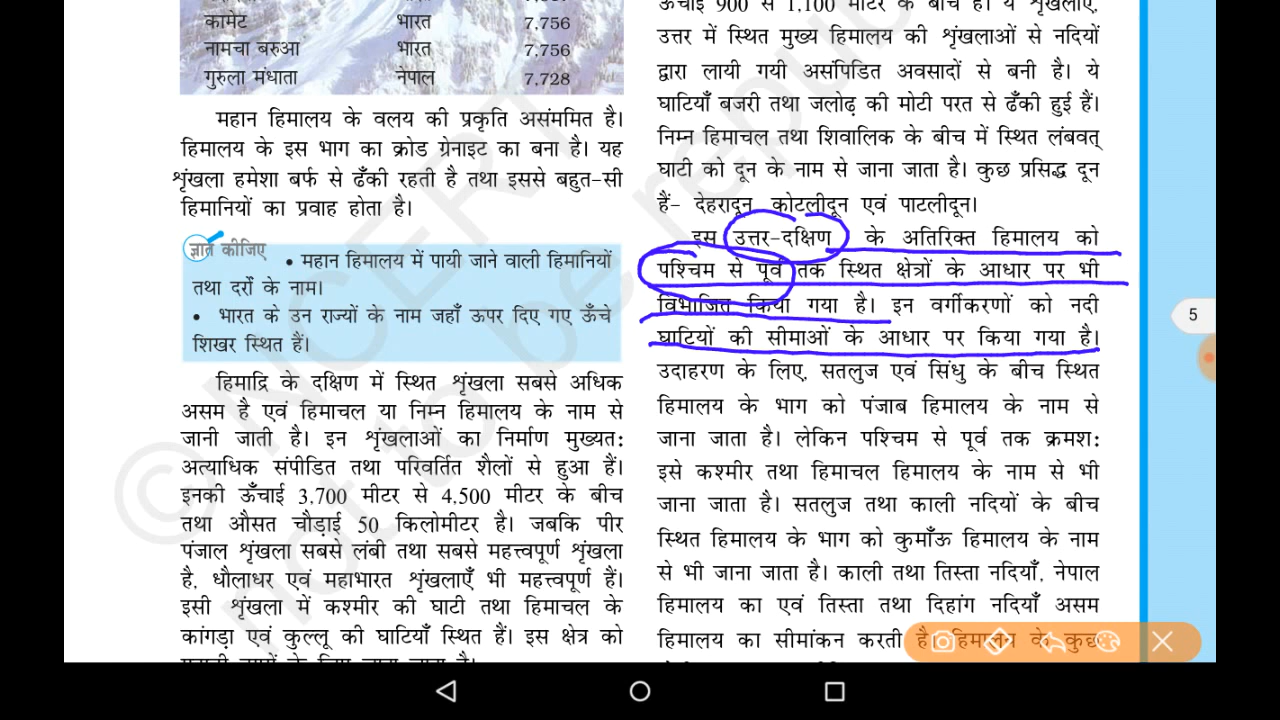 कामेट भारत 7,756
नामचा बरुआ भारत 7,756
गुरुला मंधाता नेपाल 7,728
महान हिमालय के वलय की प्रकृति असंममित है।
हिमालय के इस भाग का क्रोड ग्रेनाइट का बना है। यह
शृंखला हमेशा बर्फ से ढँकी रहती है तथा इससे बहुत-सी
हिमानियों का प्रवाह होता है।
ज्ञात कीजिए
• महान हिमालय में पायी जाने वाली हिमानियों
तथा दर्रों के नाम।
• भारत के उन राज्यों के नाम जहाँ ऊपर दिए गए ऊँचे
शिखर स्थित हैं।
हिमाद्रि के दक्षिण में स्थित शृंखला सबसे अधिक
असम है एवं हिमाचल या निम्न हिमालय के नाम से
जानी जाती है। इन शृंखलाओं का निर्माण मुख्यत:
अत्याधिक संपीडित तथा परिवर्तित शैलों से हुआ हैं।
इनकी ऊँचाई 3,700 मीटर से 4,500 मीटर के बीच
तथा औसत चौड़ाई 50 किलोमीटर है। जबकि पीर
पंजाल शृंखला सबसे लंबी तथा सबसे महत्त्वपूर्ण शृंखला
है, धौलाधर एवं महाभारत शृंखलाएँ भी महत्त्वपूर्ण हैं।
इसी शृंखला में कश्मीर की घाटी तथा हिमाचल के
कांगड़ा एवं कुल्लू की घाटियाँ स्थित हैं। इस क्षेत्र को
ऊँचाई 900 से 1,100 मीटर के बीच है। ये शृंखलाएँ,
उत्तर में स्थित मुख्य हिमालय की शृंखलाओं से नदियों
द्वारा लायी गयी असंपिडित अवसादों से बनी है। ये
घाटियाँ बजरी तथा जलोढ़ की मोटी परत से ढँकी हुई हैं।
निम्न हिमाचल तथा शिवालिक के बीच में स्थित लंबवत्
घाटी को दून के नाम से जाना जाता है। कुछ प्रसिद्ध दून
हैं- देहरादून, कोटलीदून एवं पाटलीदून।
इस उत्तर-दक्षिण के अतिरिक्त हिमालय को
पश्चिम से पूर्व तक स्थित क्षेत्रों के आधार पर भी
विभाजित किया गया है। इन वर्गीकरणों को नदी
घाटियों की सीमाओं के आधार पर किया गया है।
उदाहरण के लिए, सतलुज एवं सिंधु के बीच स्थित
हिमालय के भाग को पंजाब हिमालय के नाम से
जाना जाता है। लेकिन पश्चिम से पूर्व तक क्रमश:
इसे कश्मीर तथा हिमाचल हिमालय के नाम से भी
जाना जाता है। सतलुज तथा काली नदियों के बीच
स्थित हिमालय के भाग को कुमाँऊ हिमालय के नाम
से भी जाना जाता है। काली तथा तिस्ता नदियाँ, नेपाल
हिमालय का एवं तिस्ता तथा दिहांग नदियाँ असम
हिमालय का सीमांकन करती है। हिमालय के कुछ
5
© NCERT
not to be republ